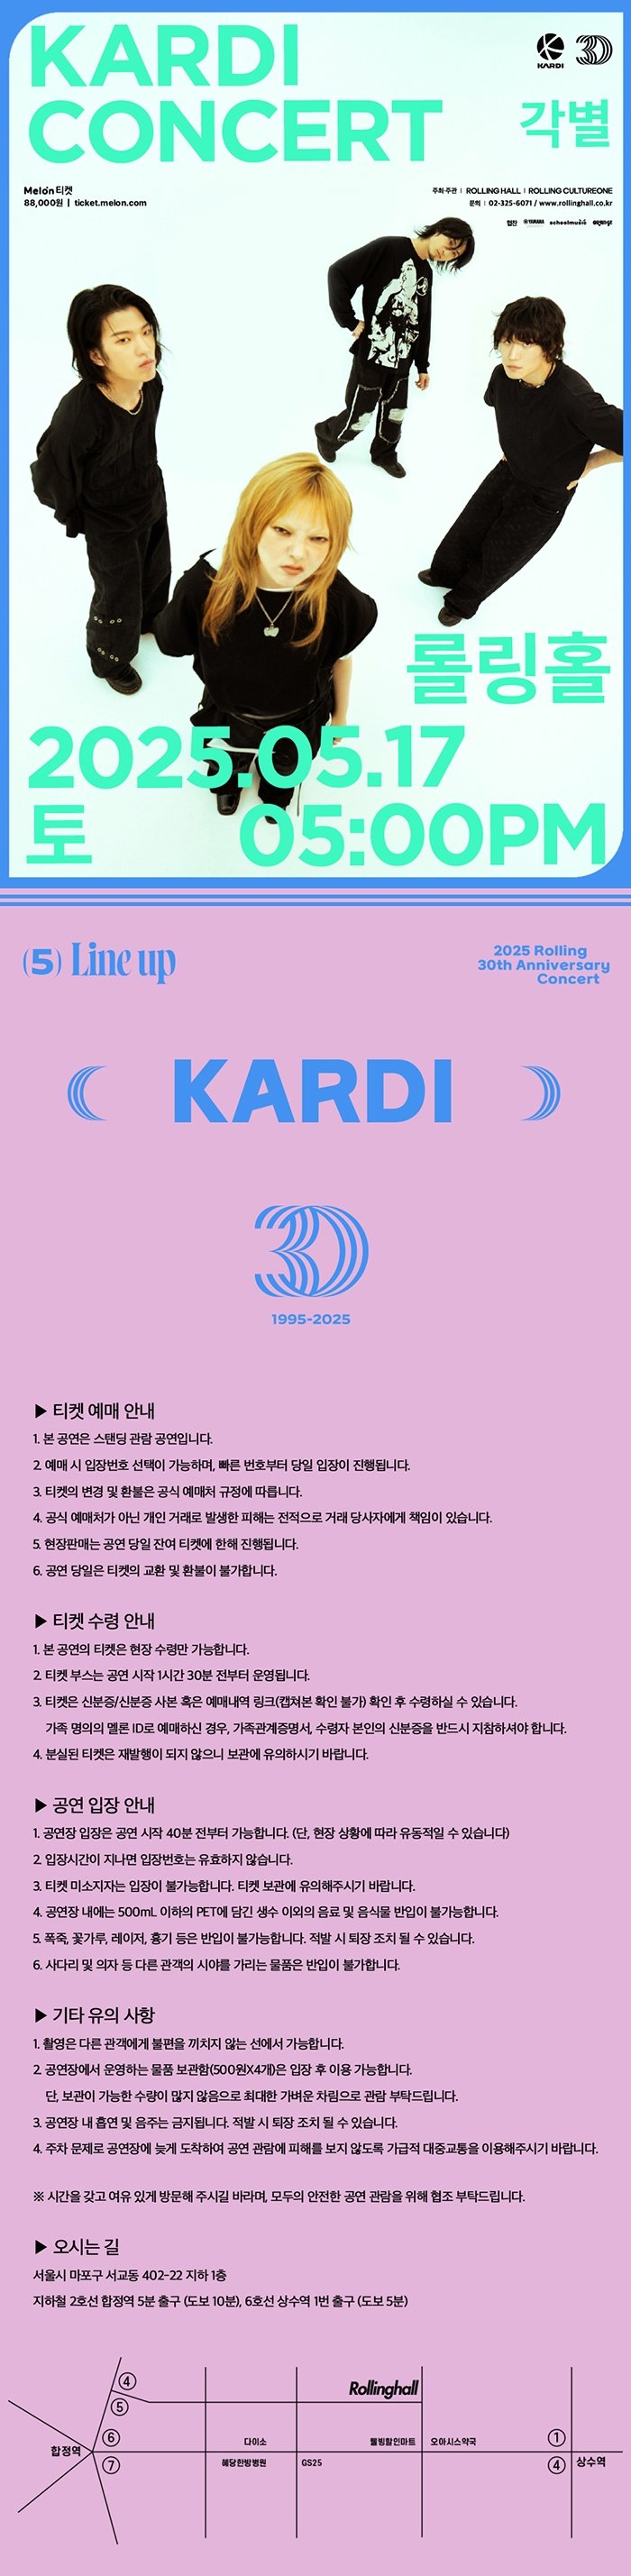 KARDI
CONCERT
각별
KARDI
30
Melon 티켓
88,000원 | ticket.melon.com
주최·주관 | ROLLING HALL | ROLLING CULTUREONE
문의 | 02-325-6071 / www.rollinghall.co.kr
협찬 YAMAHA schoolmusic orange
롤링홀
2025.05.17
토 05:00PM
(5) Line up
2025 Rolling
30th Anniversary
Concert
KARDI
30
1995-2025
▶ 티켓 예매 안내
1. 본 공연은 스탠딩 관람 공연입니다.
2. 예매 시 입장번호 선택이 가능하며, 빠른 번호부터 당일 입장이 진행됩니다.
3. 티켓의 변경 및 환불은 공식 예매처 규정에 따릅니다.
4. 공식 예매처가 아닌 개인 거래로 발생한 피해는 전적으로 거래 당사자에게 책임이 있습니다.
5. 현장판매는 공연 당일 잔여 티켓에 한해 진행됩니다.
6. 공연 당일은 티켓의 교환 및 환불이 불가합니다.
▶ 티켓 수령 안내
1. 본 공연의 티켓은 현장 수령만 가능합니다.
2. 티켓 부스는 공연 시작 1시간 30분 전부터 운영됩니다.
3. 티켓은 신분증/신분증 사본 혹은 예매내역 링크(캡쳐본 확인 불가) 확인 후 수령하실 수 있습니다.
가족 명의의 멜론 ID로 예매하신 경우, 가족관계증명서, 수령자 본인의 신분증을 반드시 지참하셔야 합니다.
4. 분실된 티켓은 재발행이 되지 않으니 보관에 유의하시기 바랍니다.
▶ 공연 입장 안내
1. 공연장 입장은 공연 시작 40분 전부터 가능합니다. (단, 현장 상황에 따라 유동적일 수 있습니다)
2. 입장시간이 지나면 입장번호는 유효하지 않습니다.
3. 티켓 미소지자는 입장이 불가능합니다. 티켓 보관에 유의해주시기 바랍니다.
4. 공연장 내에는 500mL 이하의 PET에 담긴 생수 이외의 음료 및 음식물 반입이 불가능합니다.
5. 폭죽, 꽃가루, 레이저, 흉기 등은 반입이 불가능합니다. 적발 시 퇴장 조치 될 수 있습니다.
6. 사다리 및 의자 등 다른 관객의 시야를 가리는 물품은 반입이 불가합니다.
▶ 기타 유의 사항
1. 촬영은 다른 관객에게 불편을 끼치지 않는 선에서 가능합니다.
2. 공연장에서 운영하는 물품 보관함(500원X4개)은 입장 후 이용 가능합니다.
단, 보관이 가능한 수량이 많지 않음으로 최대한 가벼운 차림으로 관람 부탁드립니다.
3. 공연장 내 흡연 및 음주는 금지됩니다. 적발 시 퇴장 조치 될 수 있습니다.
4. 주차 문제로 공연장에 늦게 도착하여 공연 관람에 피해를 보지 않도록 가급적 대중교통을 이용해주시기 바랍니다.
※ 시간을 갖고 여유 있게 방문해 주시길 바라며, 모두의 안전한 공연 관람을 위해 협조 부탁드립니다.
▶ 오시는 길
서울시 마포구 서교동 402-22 지하 1층
지하철 2호선 합정역 5분 출구 (도보 10분), 6호선 상수역 1번 출구 (도보 5분)
④
⑤
Rollinghall
⑥
다이소
웰빙할인마트
오아시스약국
①
합정역
⑦
혜당한방병원
GS25
④
상수역